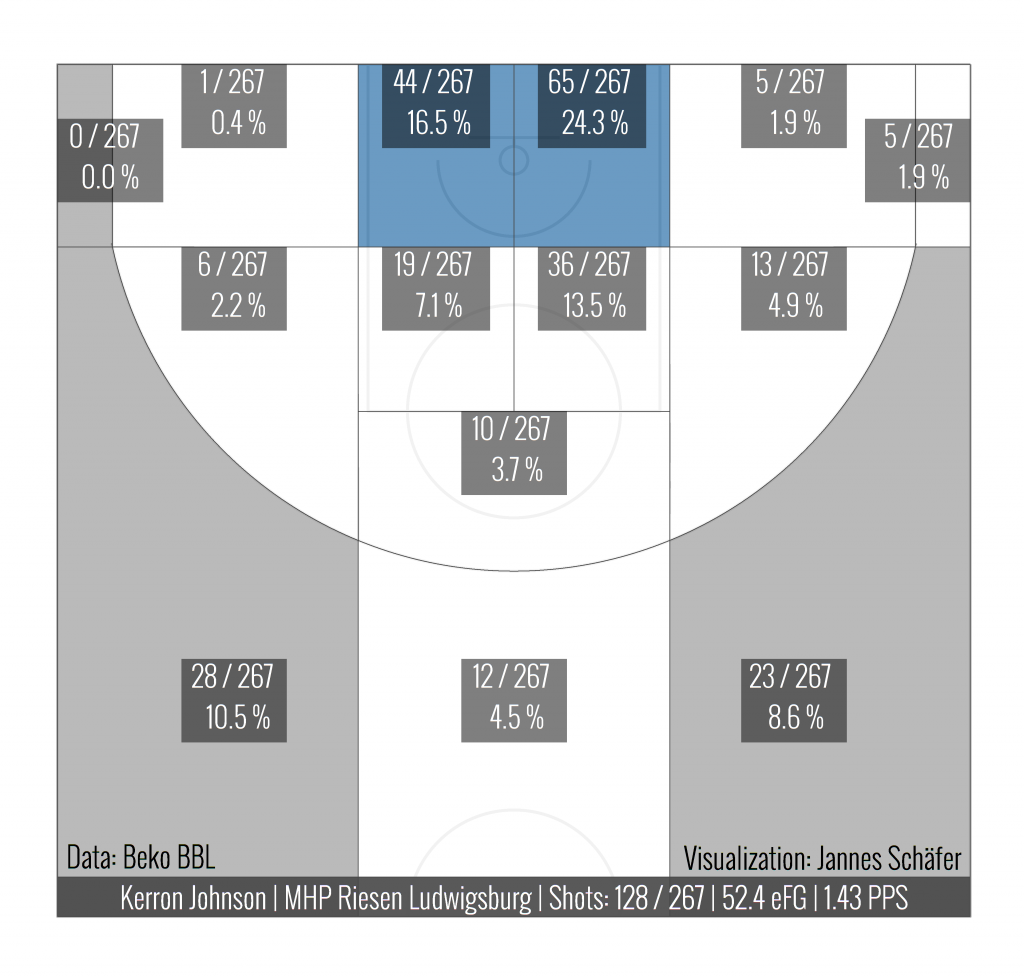 1 / 267
0.4 %
44 / 267
16.5 %
65 / 267
24.3 %
5 / 267
1.9 %
0 / 267
0.0 %
5 / 267
1.9 %
6 / 267
2.2 %
19 / 267
7.1 %
36 / 267
13.5 %
13 / 267
4.9 %
10 / 267
3.7 %
28 / 267
10.5 %
12 / 267
4.5 %
23 / 267
8.6 %
Data: Beko BBL
Visualization: Jannes Schäfer
Kerron Johnson | MHP Riesen Ludwigsburg | Shots: 128 / 267 | 52.4 eFG | 1.43 PPS